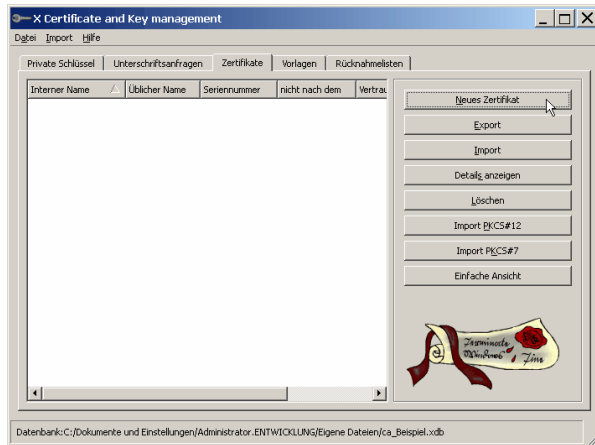 X Certificate and Key management
Datei Import Hilfe
Private Schlüssel Unterschriftsanfragen Zertifikate Vorlagen Rücknahmelisten
Interner Name Üblicher Name Seriennummer nicht nach dem Vertrau
Neues Zertifikat
Export
Import
Details anzeigen
Löschen
Import PKCS#12
Import PKCS#7
Einfache Ansicht
Datenbank:C:/Dokumente und Einstellungen/Administrator.ENTWICKLUNG/Eigene Dateien/ca_Beispiel.xdb